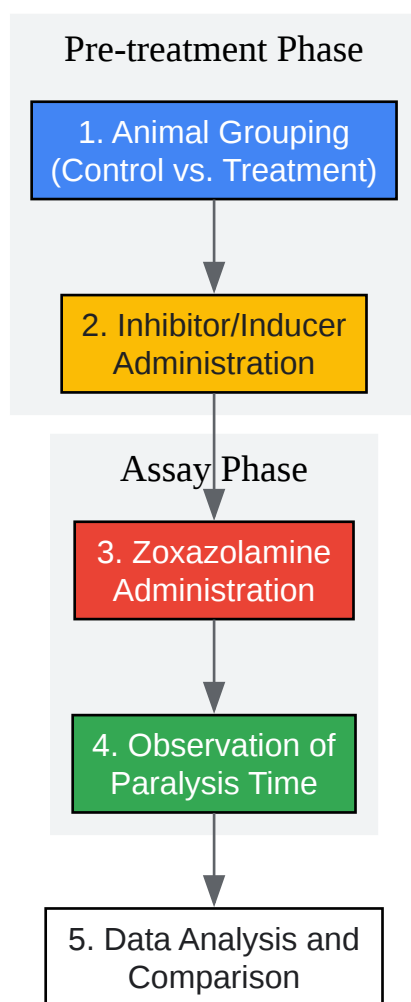 Pre-treatment Phase
1. Animal Grouping
(Control vs. Treatment)
2. Inhibitor/Inducer
Administration
Assay Phase
3. Zoxazolamine
Administration
4. Observation of
Paralysis Time
5. Data Analysis and
Comparison